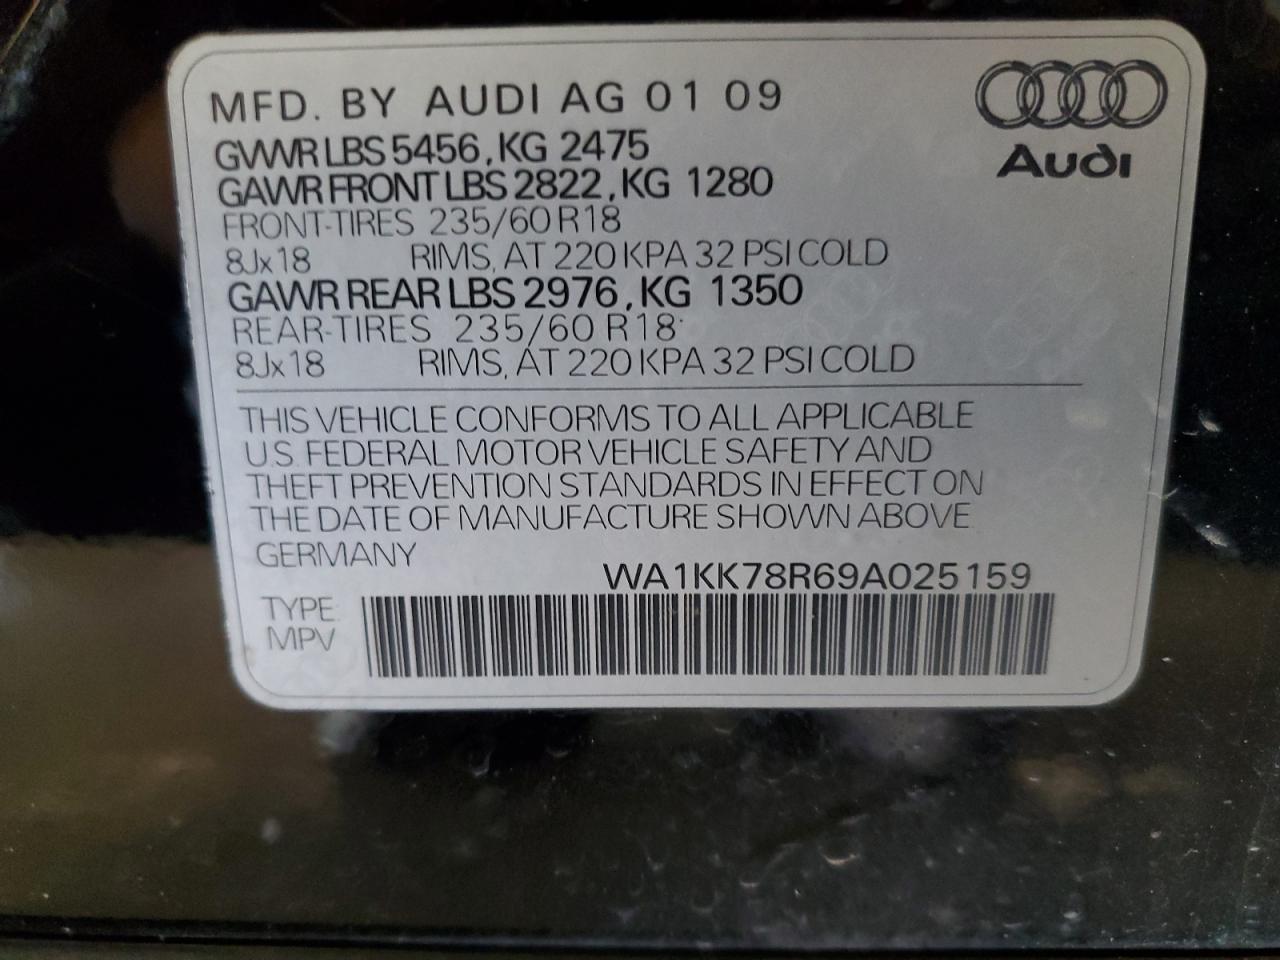 MFD. BY AUDI AG 01 09
Audi
GVWR LBS 5456, KG 2475
GAWR FRONT LBS 2822, KG 1280
FRONT-TIRES 235/60 R18
8Jx18 RIMS, AT 220 KPA 32 PSI COLD
GAWR REAR LBS 2976, KG 1350
REAR-TIRES 235/60 R18
8Jx18 RIMS, AT 220 KPA 32 PSI COLD
THIS VEHICLE CONFORMS TO ALL APPLICABLE
U.S. FEDERAL MOTOR VEHICLE SAFETY AND
THEFT PREVENTION STANDARDS IN EFFECT ON
THE DATE OF MANUFACTURE SHOWN ABOVE
GERMANY
WA1KK78R69A025159
TYPE:
MPV